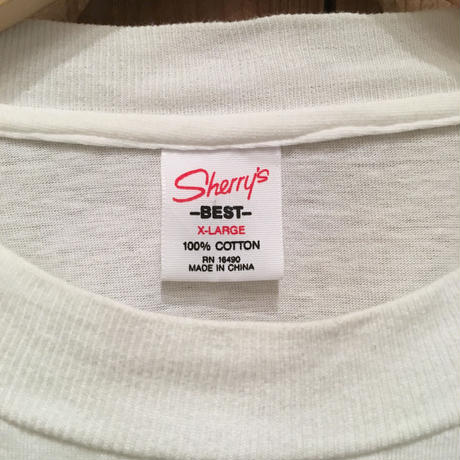 Sherry's
-BEST-
X-LARGE
100% COTTON
RN 16490
MADE IN CHINA